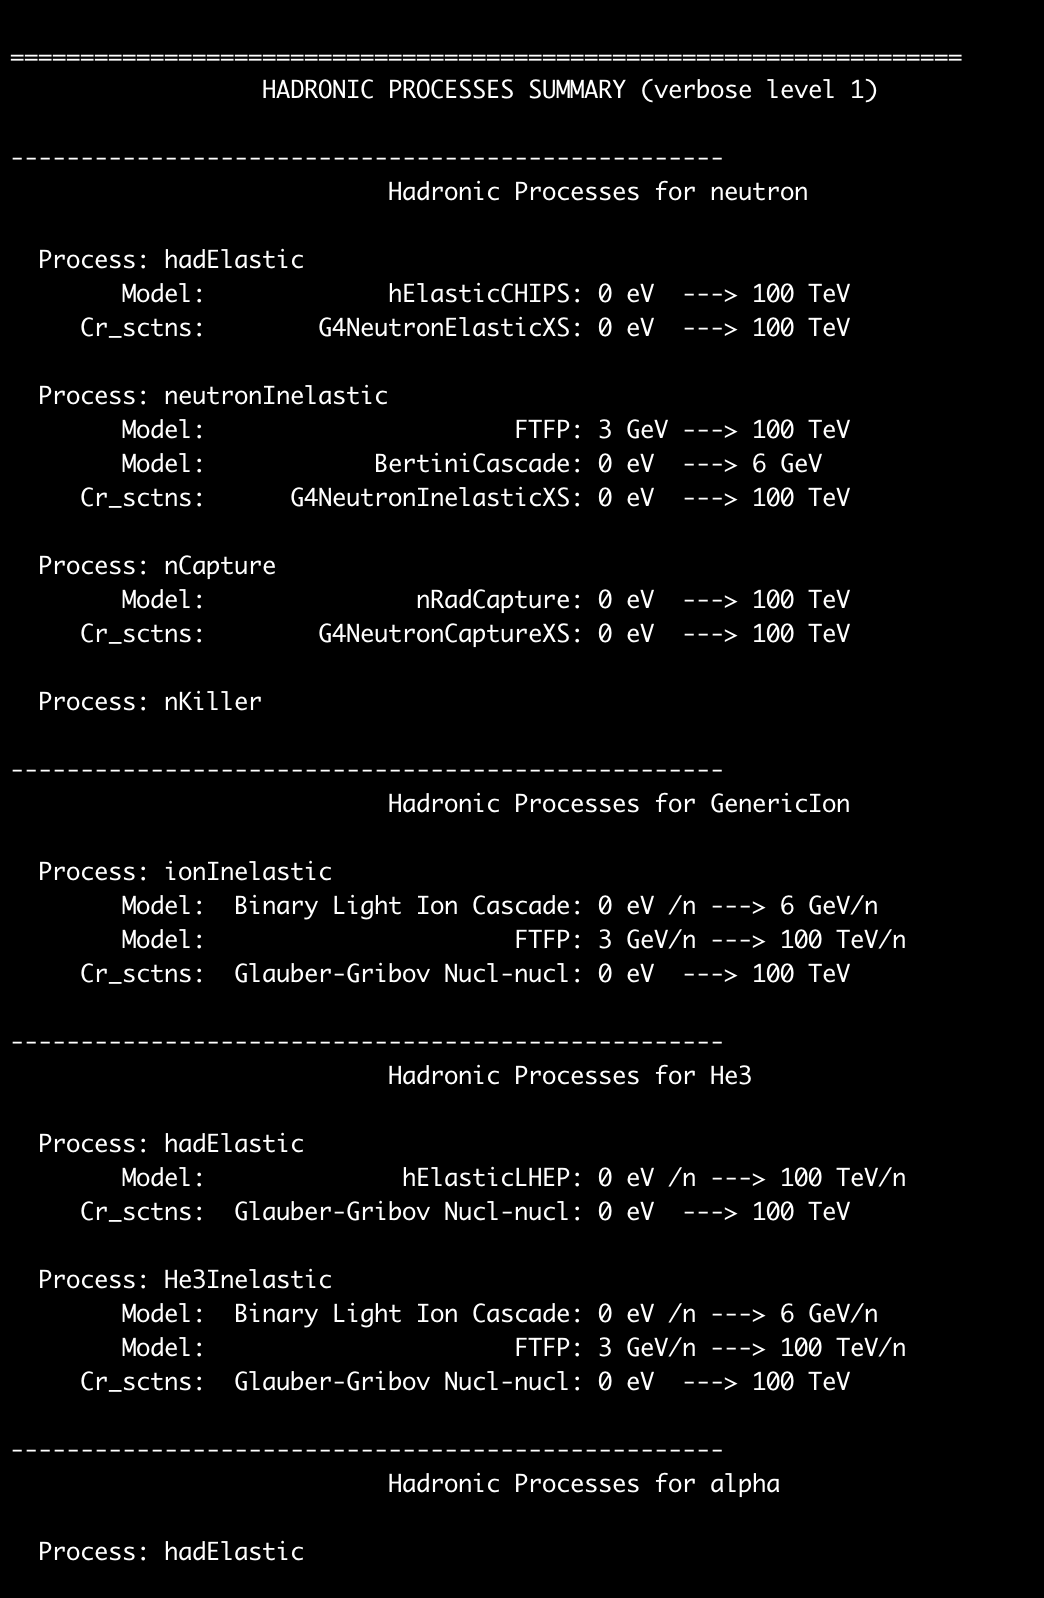 ====================================================================
                  HADRONIC PROCESSES SUMMARY (verbose level 1)

---------------------------------------------------
                           Hadronic Processes for neutron

  Process: hadElastic
        Model:             hElasticCHIPS: 0 eV  ---> 100 TeV
     Cr_sctns:        G4NeutronElasticXS: 0 eV  ---> 100 TeV

  Process: neutronInelastic
        Model:                      FTFP: 3 GeV ---> 100 TeV
        Model:            BertiniCascade: 0 eV  ---> 6 GeV
     Cr_sctns:      G4NeutronInelasticXS: 0 eV  ---> 100 TeV

  Process: nCapture
        Model:               nRadCapture: 0 eV  ---> 100 TeV
     Cr_sctns:        G4NeutronCaptureXS: 0 eV  ---> 100 TeV

  Process: nKiller

---------------------------------------------------
                           Hadronic Processes for GenericIon

  Process: ionInelastic
        Model:  Binary Light Ion Cascade: 0 eV /n ---> 6 GeV/n
        Model:                      FTFP: 3 GeV/n ---> 100 TeV/n
     Cr_sctns:  Glauber-Gribov Nucl-nucl: 0 eV  ---> 100 TeV

---------------------------------------------------
                           Hadronic Processes for He3

  Process: hadElastic
        Model:              hElasticLHEP: 0 eV /n ---> 100 TeV/n
     Cr_sctns:  Glauber-Gribov Nucl-nucl: 0 eV  ---> 100 TeV

  Process: He3Inelastic
        Model:  Binary Light Ion Cascade: 0 eV /n ---> 6 GeV/n
        Model:                      FTFP: 3 GeV/n ---> 100 TeV/n
     Cr_sctns:  Glauber-Gribov Nucl-nucl: 0 eV  ---> 100 TeV

---------------------------------------------------
                           Hadronic Processes for alpha

  Process: hadElastic